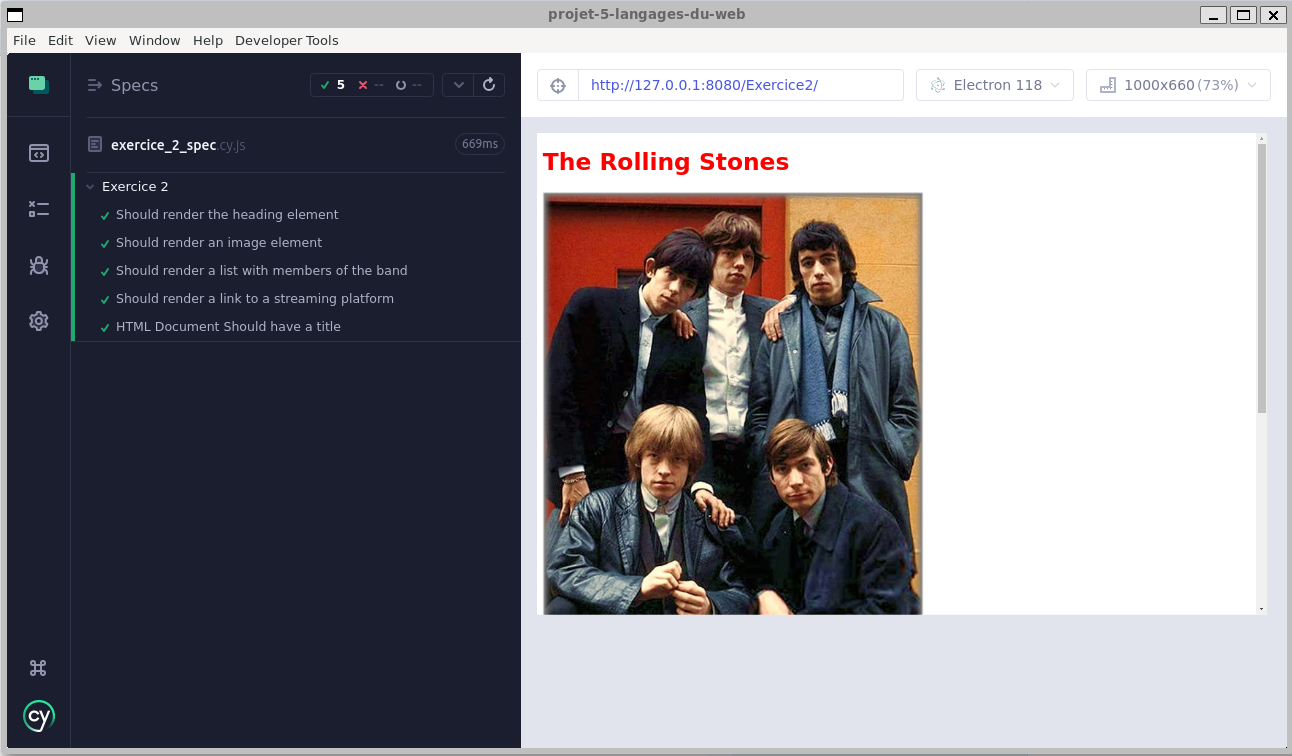 projet-5-langages-du-web
File Edit View Window Help Developer Tools
Specs
5 -- --
exercice_2_spec.cy.js
669ms
Exercice 2
Should render the heading element
Should render an image element
Should render a list with members of the band
Should render a link to a streaming platform
HTML Document Should have a title
cy
http://127.0.0.1:8080/Exercice2/
Electron 118
1000x660 (73%)
The Rolling Stones